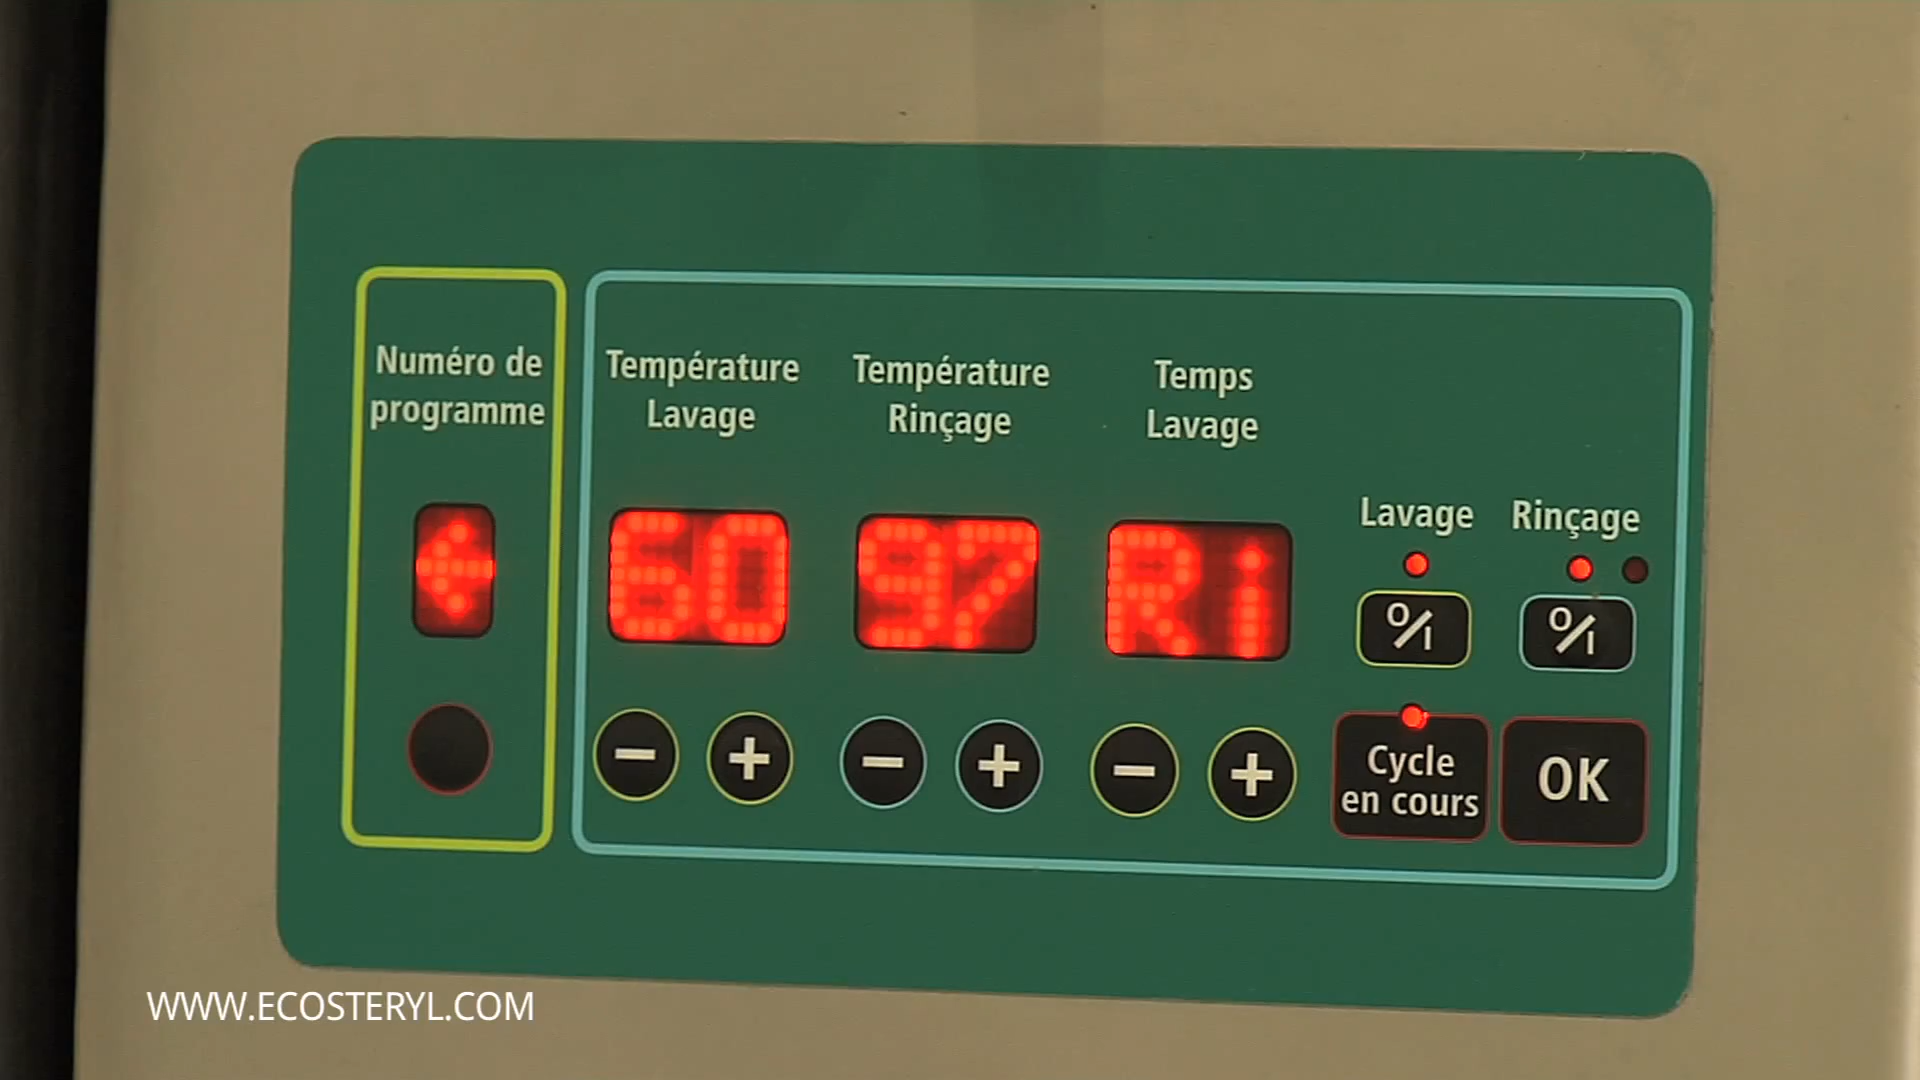 Numéro de
programme
Température
Lavage
Température
Rinçage
Temps
Lavage
Lavage
Rinçage
60
97
Ri
O/I
O/I
- +
- +
- +
Cycle
en cours
OK
WWW.ECOSTERYL.COM